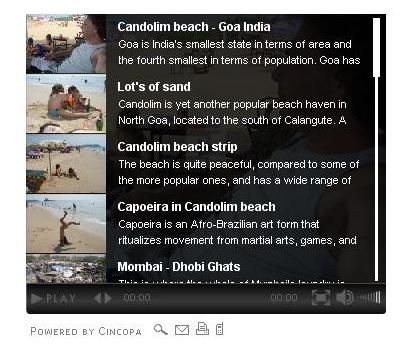 Candolim beach - Goa India
Goa is India's smallest state in terms of area and
the fourth smallest in terms of population. Goa has
Lot's of sand
Candolim is yet another popular beach haven in
North Goa, located to the south of Calangute. A
Candolim beach strip
The beach is quite peaceful, compared to some of
the more popular ones, and has a wide range of
Capoeira in Candolim beach
Capoeira is an Afro-Brazilian art form that
ritualizes movement from martial arts, games, and
Mombai - Dhobi Ghats
This is where the whole of
PLAY 00:00 00:00
POWERED BY CINCOPA